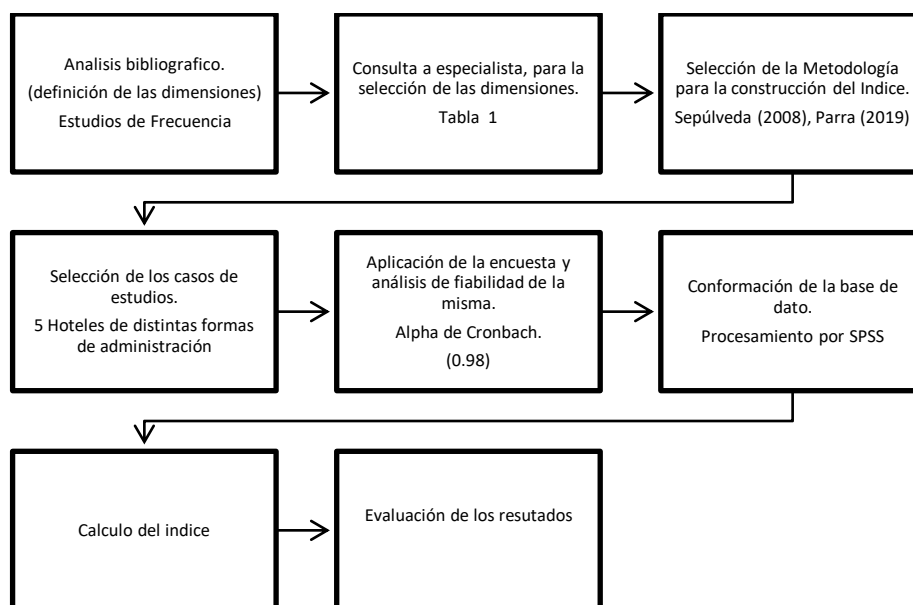 Analisis bibliografico.
(definición de las dimensiones)
Estudios de Frecuencia
Consulta a especialista, para la
selección de las dimensiones.
Tabla 1
Selección de la Metodología
para la construcción del Indice.
Sepúlveda (2008), Parra (2019)
Selección de los casos de
estudios.
5 Hoteles de distintas formas
de administración
Aplicación de la encuesta y
análisis de fiabilidad de la
misma.
Alpha de Cronbach.
(0.98)
Conformación de la base de
dato.
Procesamiento por SPSS
Calculo del indice
Evaluación de los resutados